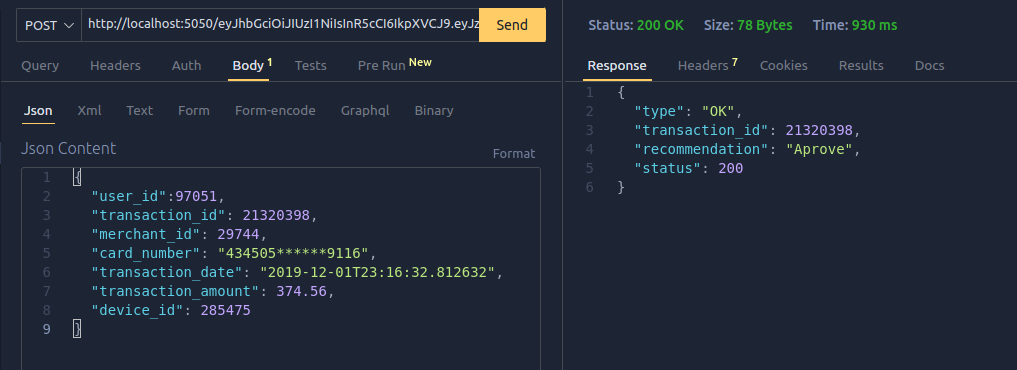 POST http://localhost:5050/eyJhbGciOiJIUzI1NiIsInR5cCI6IkpXVCJ9.eyJz Send
Query Headers Auth Body 1 Tests Pre Run New
Json Xml Text Form Form-encode Graphql Binary
Json Content
Format
1 {
2 "user_id":97051,
3 "transaction_id": 21320398,
4 "merchant_id": 29744,
5 "card_number": "434505******9116",
6 "transaction_date": "2019-12-01T23:16:32.812632",
7 "transaction_amount": 374.56,
8 "device_id": 285475
9 }
Status: 200 OK Size: 78 Bytes Time: 930 ms
Response Headers 7 Cookies Results Docs
1 {
2 "type": "OK",
3 "transaction_id": 21320398,
4 "recommendation": "Aprove",
5 "status": 200
6 }